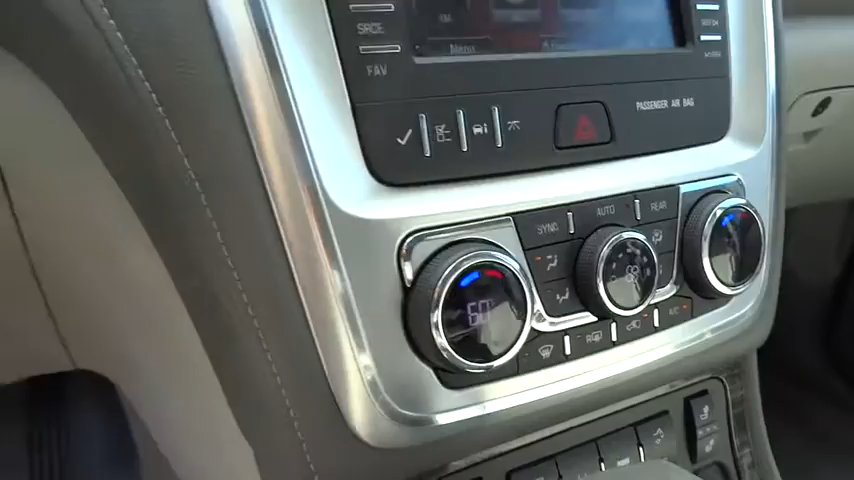 SRCE
FAV
Menu
PASSENGER AIR BAG
SYNC
AUTO
REAR
60
R
A/C